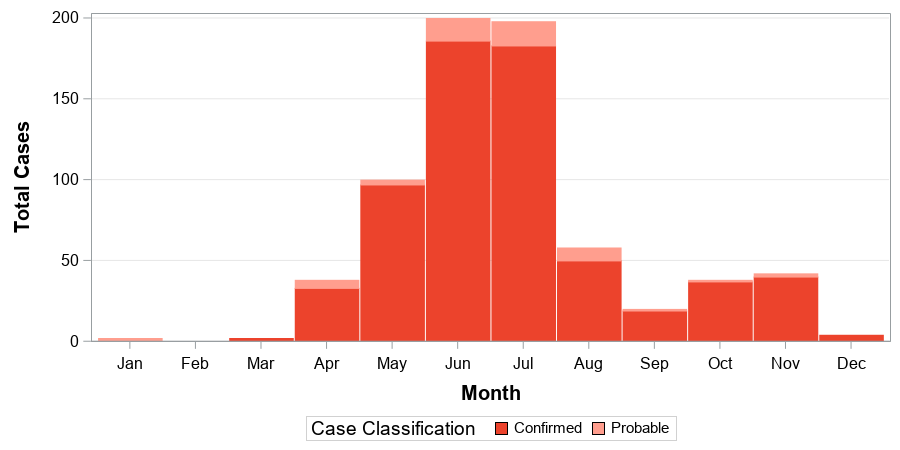 200
150
100
50
0
Total Cases
Jan Feb Mar Apr May Jun Jul Aug Sep Oct Nov Dec
Month
Case Classification Confirmed Probable